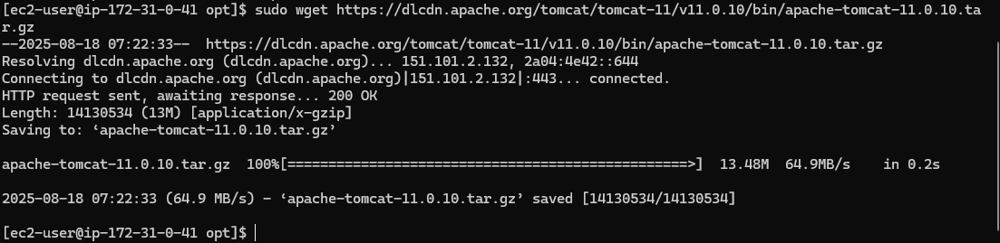 [ec2-user@ip-172-31-0-41 opt]$ sudo wget https://dlcdn.apache.org/tomcat/tomcat-11/v11.0.10/bin/apache-tomcat-11.0.10.ta
r.gz
--2025-08-18 07:22:33--  https://dlcdn.apache.org/tomcat/tomcat-11/v11.0.10/bin/apache-tomcat-11.0.10.tar.gz
Resolving dlcdn.apache.org (dlcdn.apache.org)... 151.101.2.132, 2a04:4e42::644
Connecting to dlcdn.apache.org (dlcdn.apache.org)|151.101.2.132|:443... connected.
HTTP request sent, awaiting response... 200 OK
Length: 14130534 (13M) [application/x-gzip]
Saving to: ‘apache-tomcat-11.0.10.tar.gz’
apache-tomcat-11.0.10.tar.gz  100%[=================================================>]  13.48M  64.9MB/s    in 0.2s
2025-08-18 07:22:33 (64.9 MB/s) - ‘apache-tomcat-11.0.10.tar.gz’ saved [14130534/14130534]
[ec2-user@ip-172-31-0-41 opt]$